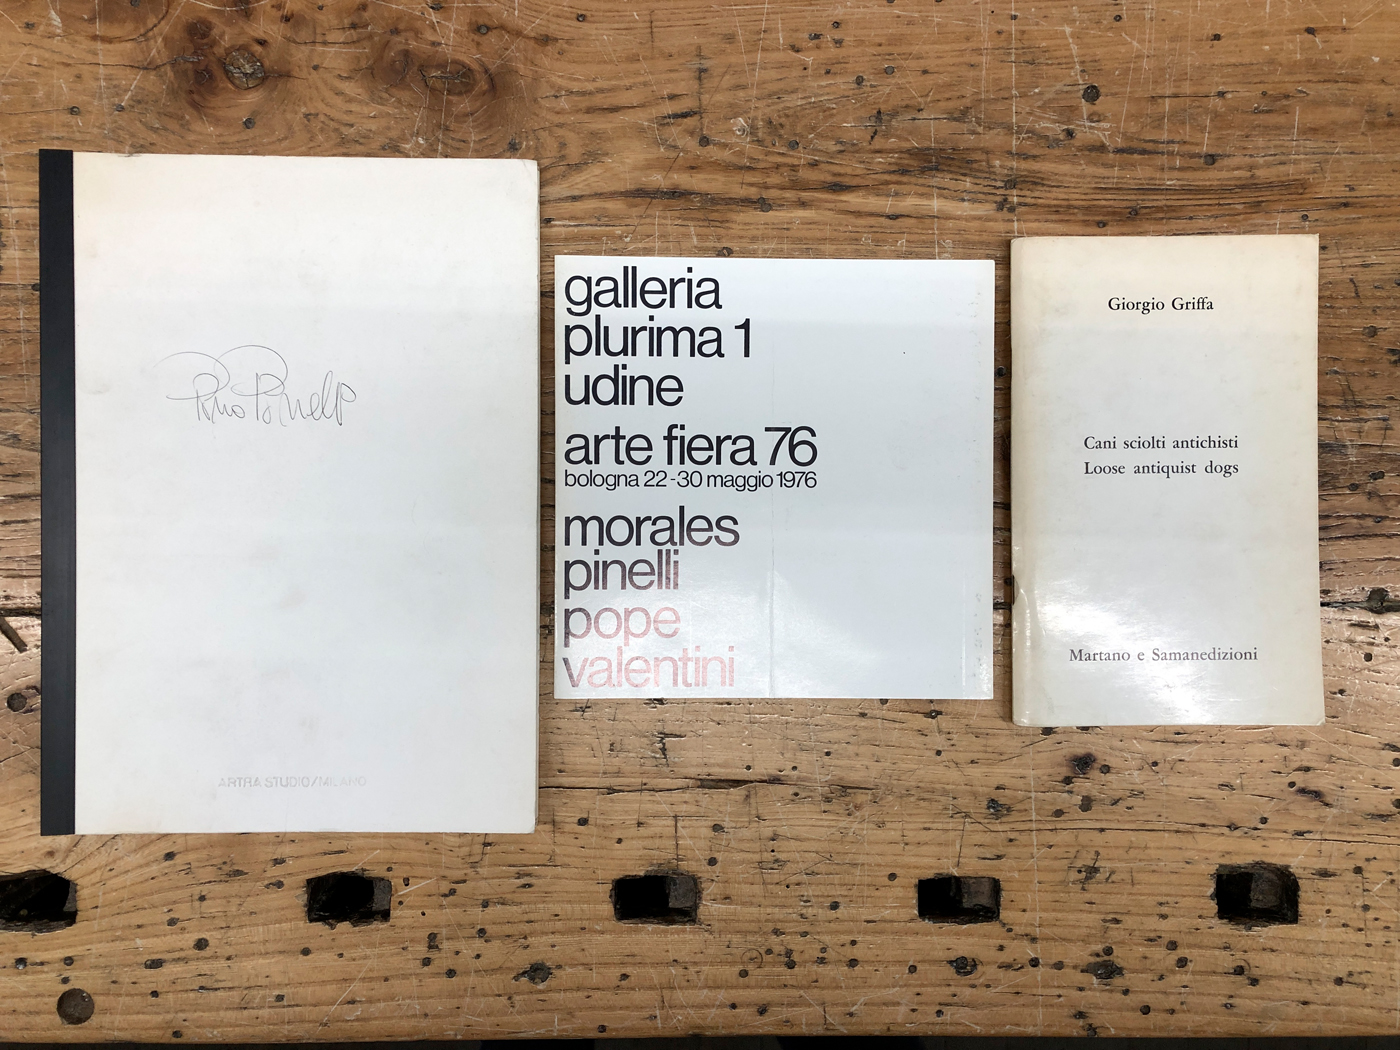 Pino Pinelli
ARTRA STUDIO/MILANO
galleria
plurima 1
udine
arte fiera 76
bologna 22-30 maggio 1976
morales
pinelli
pope
valentini
Giorgio Griffa
Cani sciolti antichisti
Loose antiquist dogs
Martano e Samanedizioni